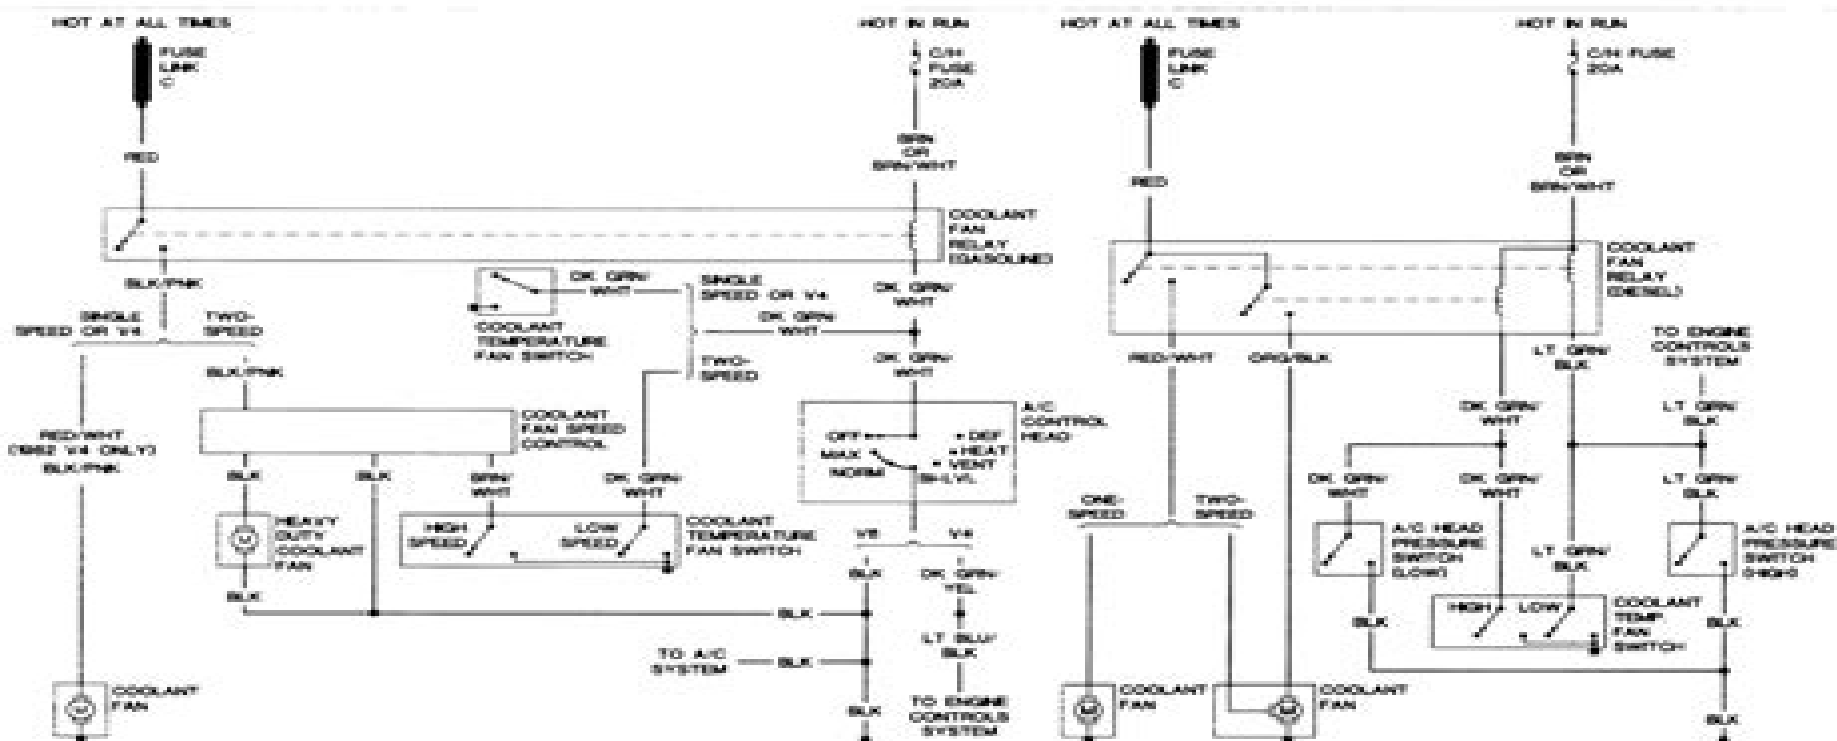 HOT AT ALL TIMES
FUSE
LINK
C
RED
HOT IN RUN
C/H
FUSE
20A
BRN
OR
BRN/WHT
COOLANT
FAN
RELAY
(GASOLINE)
BLK/PNK
SINGLE
SPEED OR V4
TWO-
SPEED
COOLANT
TEMPERATURE
FAN SWITCH
DK GRN/
WHT
SINGLE
SPEED OR V4
DK GRN/
WHT
TWO-
SPEED
DK GRN/
WHT
DK GRN/
WHT
BLK/PNK
RED/WHT
(1982 V4 ONLY)
BLK/PNK
COOLANT
FAN SPEED
CONTROL
BLK
BLK
BRN/
WHT
DK GRN/
WHT
A/C
CONTROL
HEAD
OFF
MAX
NORM
DEF
HEAT
VENT
BI-LVL
HEAVY
DUTY
COOLANT
FAN
HIGH
SPEED
LOW
SPEED
COOLANT
TEMPERATURE
FAN SWITCH
V4
BLK
DK GRN/
YEL
BLK
BLK
TO A/C
SYSTEM
BLK
LT BLU/
BLK
COOLANT
FAN
BLK
TO ENGINE
CONTROLS
SYSTEM
HOT AT ALL TIMES
FUSE
LINK
C
RED
HOT IN RUN
C/H FUSE
20A
BRN
OR
BRN/WHT
COOLANT
FAN
RELAY
(DIESEL)
RED/WHT
ORG/BLK
LT GRN/
BLK
TO ENGINE
CONTROLS
SYSTEM
DK GRN/
WHT
LT GRN/
BLK
DK GRN/
WHT
DK GRN/
WHT
LT GRN/
BLK
ONE-
SPEED
TWO-
SPEED
A/C HEAD
PRESSURE
SWITCH
(LOW)
LT GRN/
BLK
A/C HEAD
PRESSURE
SWITCH
(HIGH)
BLK
HIGH
LOW
COOLANT
TEMP.
FAN
SWITCH
BLK
COOLANT
FAN
COOLANT
FAN
BLK